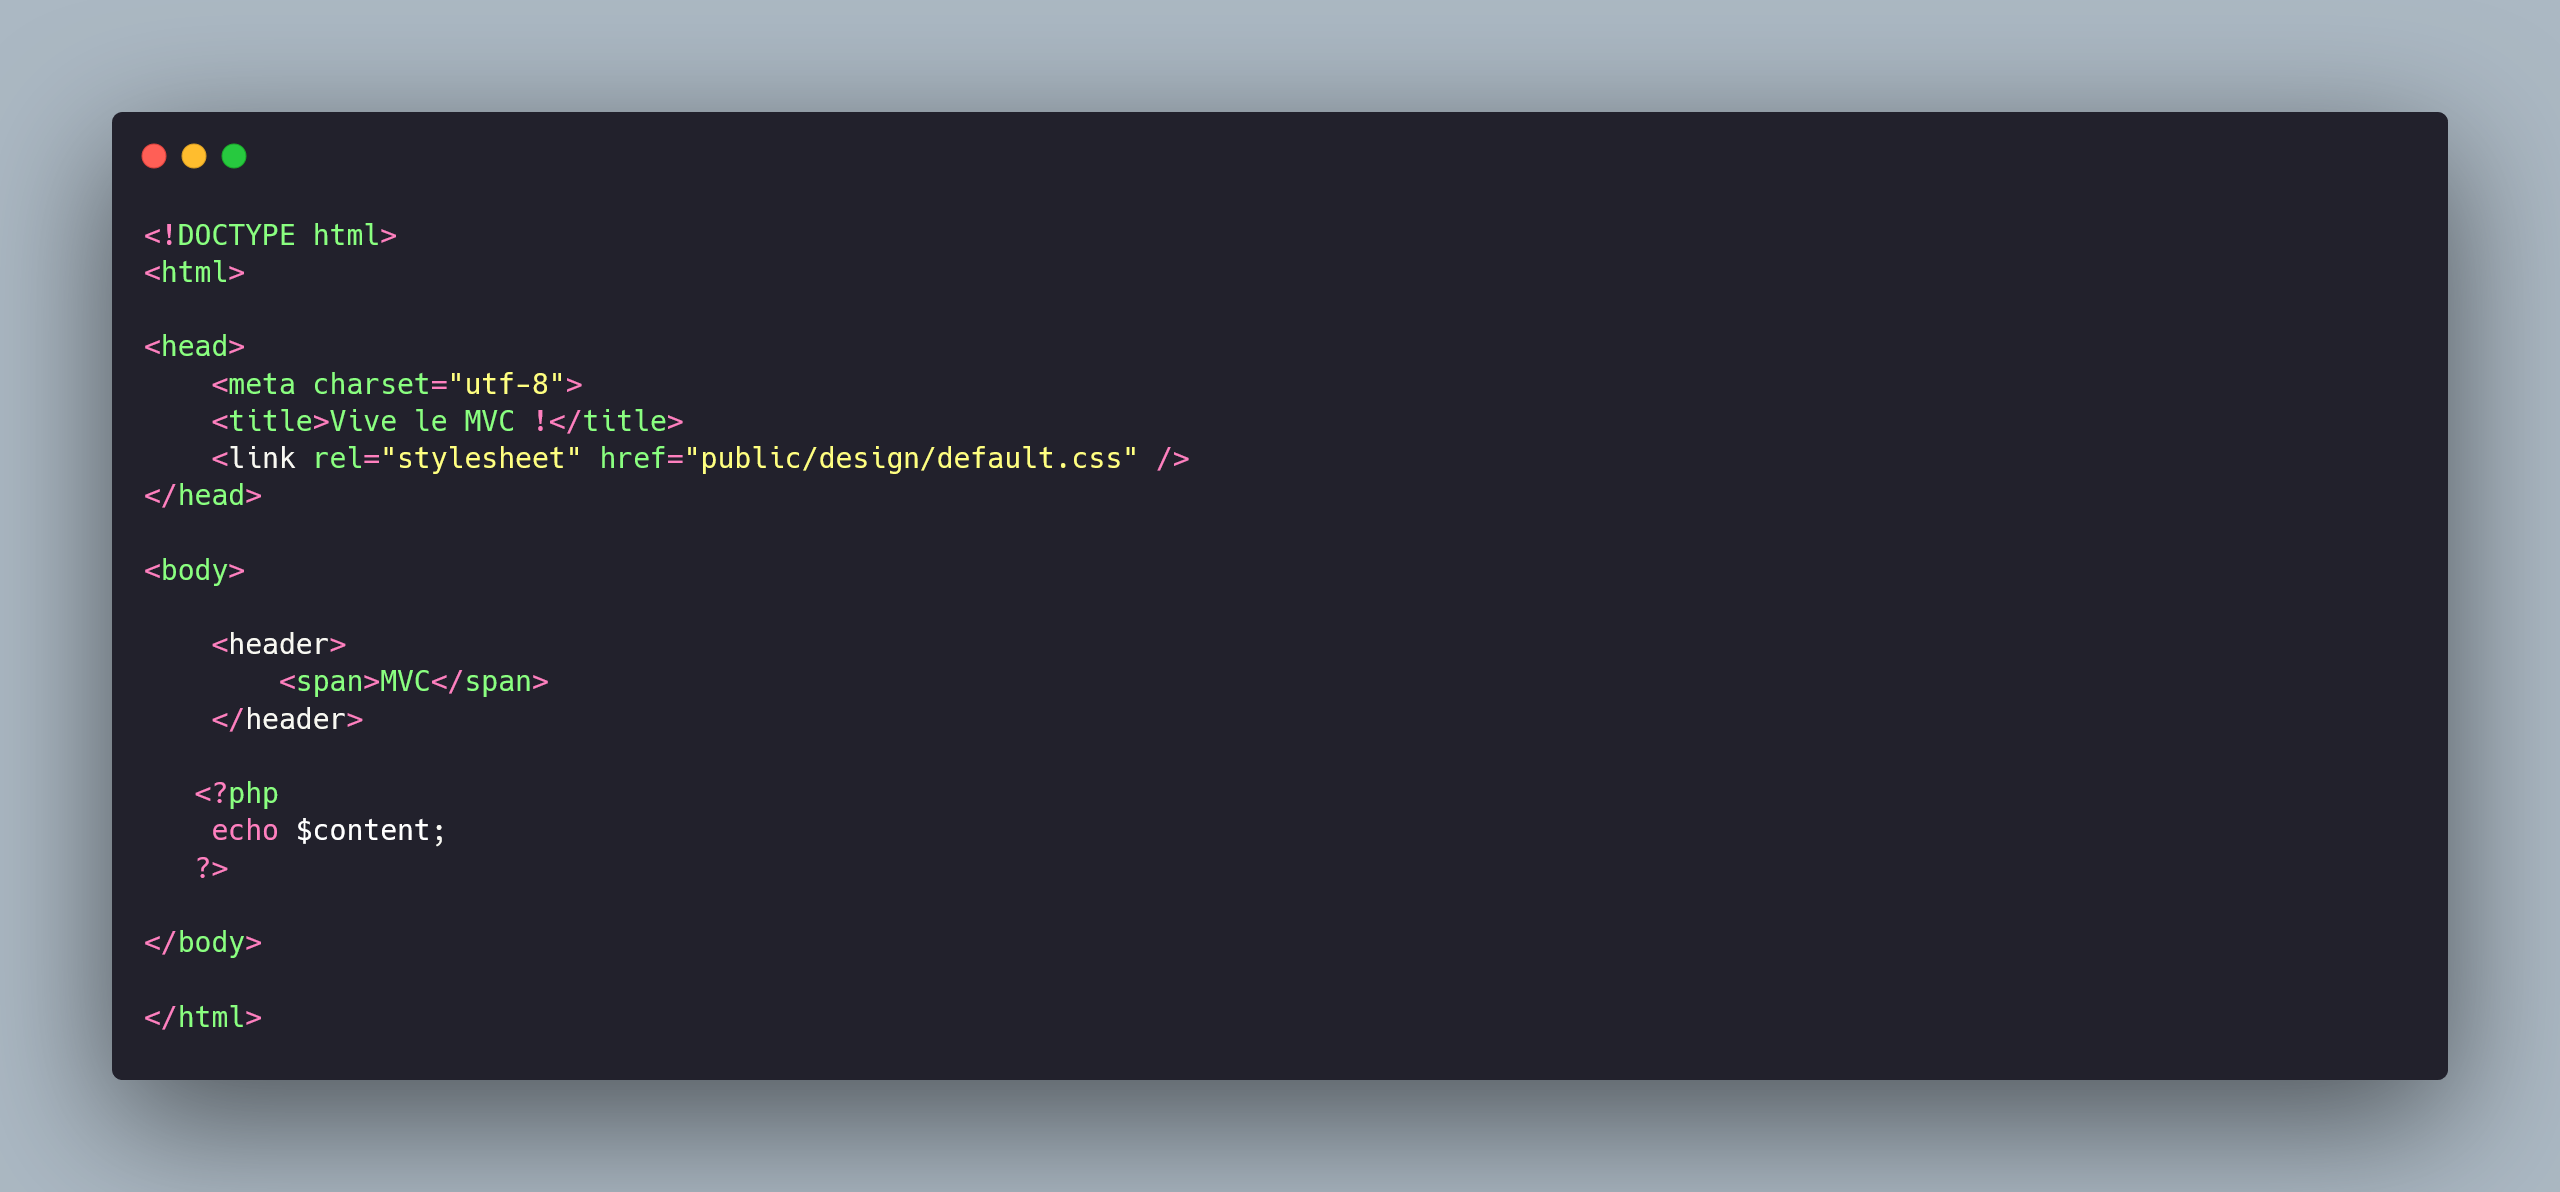 <!DOCTYPE html>
<html>
<head>
    <meta charset="utf-8">
    <title>Vive le MVC !</title>
    <link rel="stylesheet" href="public/design/default.css" />
</head>
<body>
    <header>
        <span>MVC</span>
    </header>
   <?php
    echo $content;
   ?>
</body>
</html>